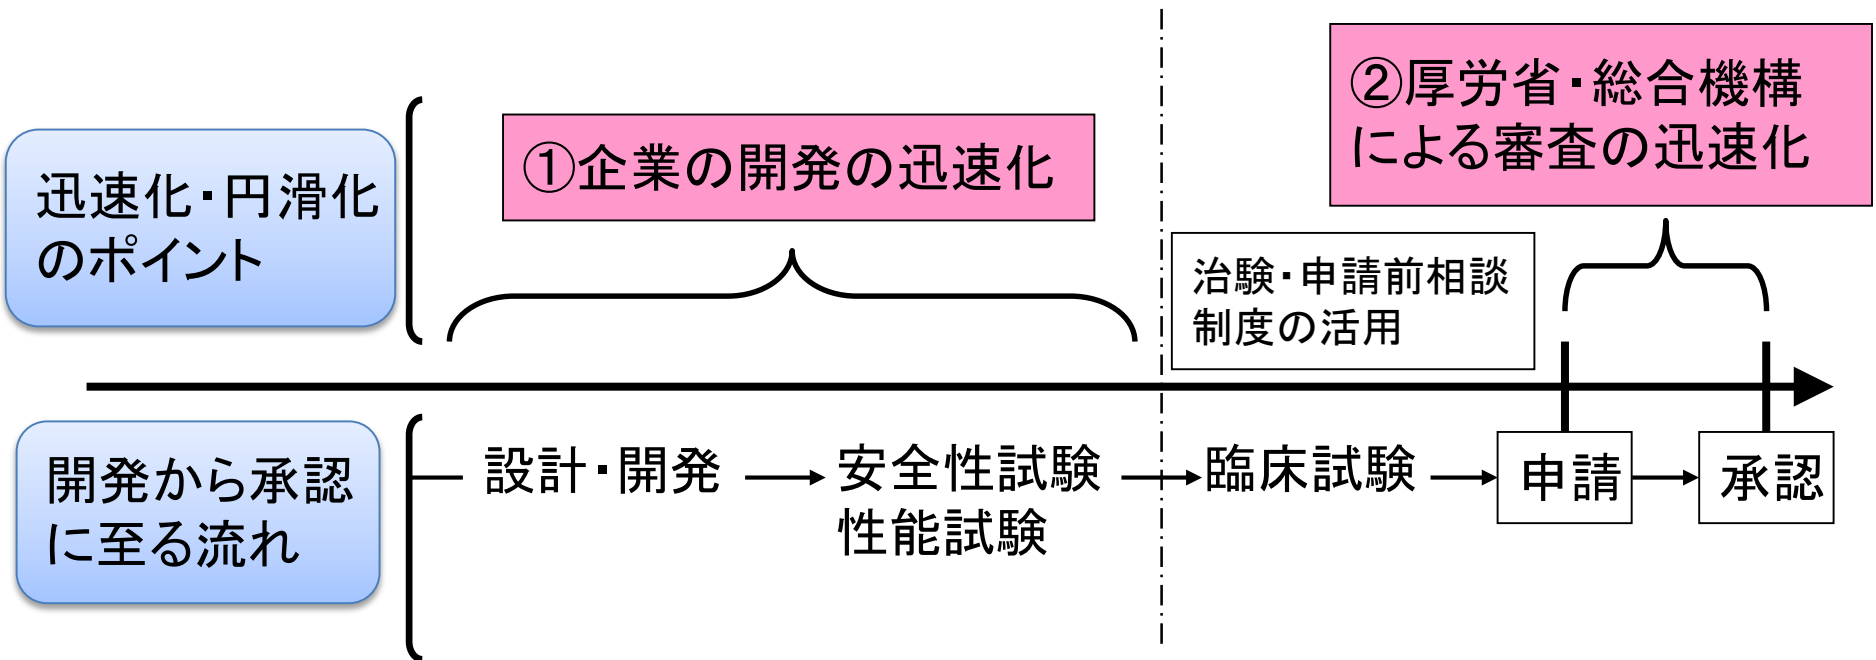 迅速化・円滑化
のポイント
①企業の開発の迅速化
②厚労省・総合機構
による審査の迅速化
治験・申請前相談
制度の活用
開発から承認
に至る流れ
設計・開発
安全性試験
性能試験
臨床試験
申請
承認